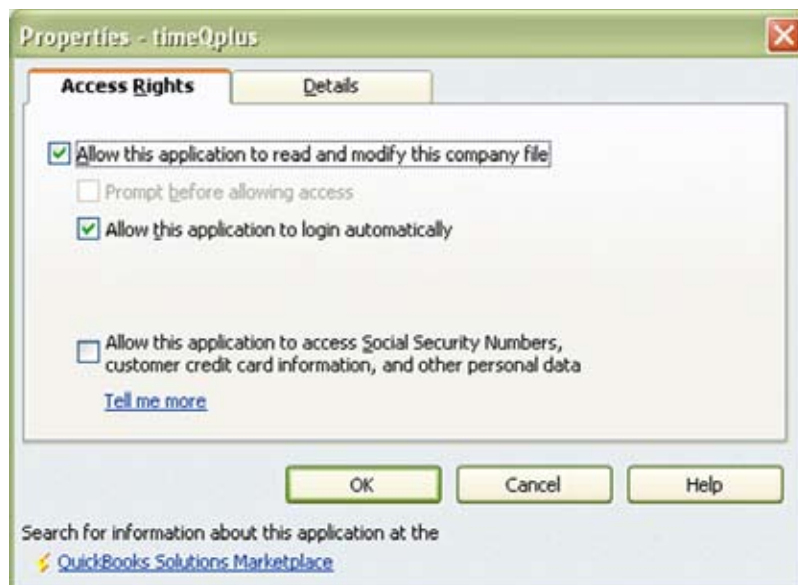 Properties - timeQplus
Access Rights
Details
Allow this application to read and modify this company file
Prompt before allowing access
Allow this application to login automatically
Allow this application to access Social Security Numbers,
customer credit card information, and other personal data
Tell me more
OK
Cancel
Help
Search for information about this application at the
QuickBooks Solutions Marketplace